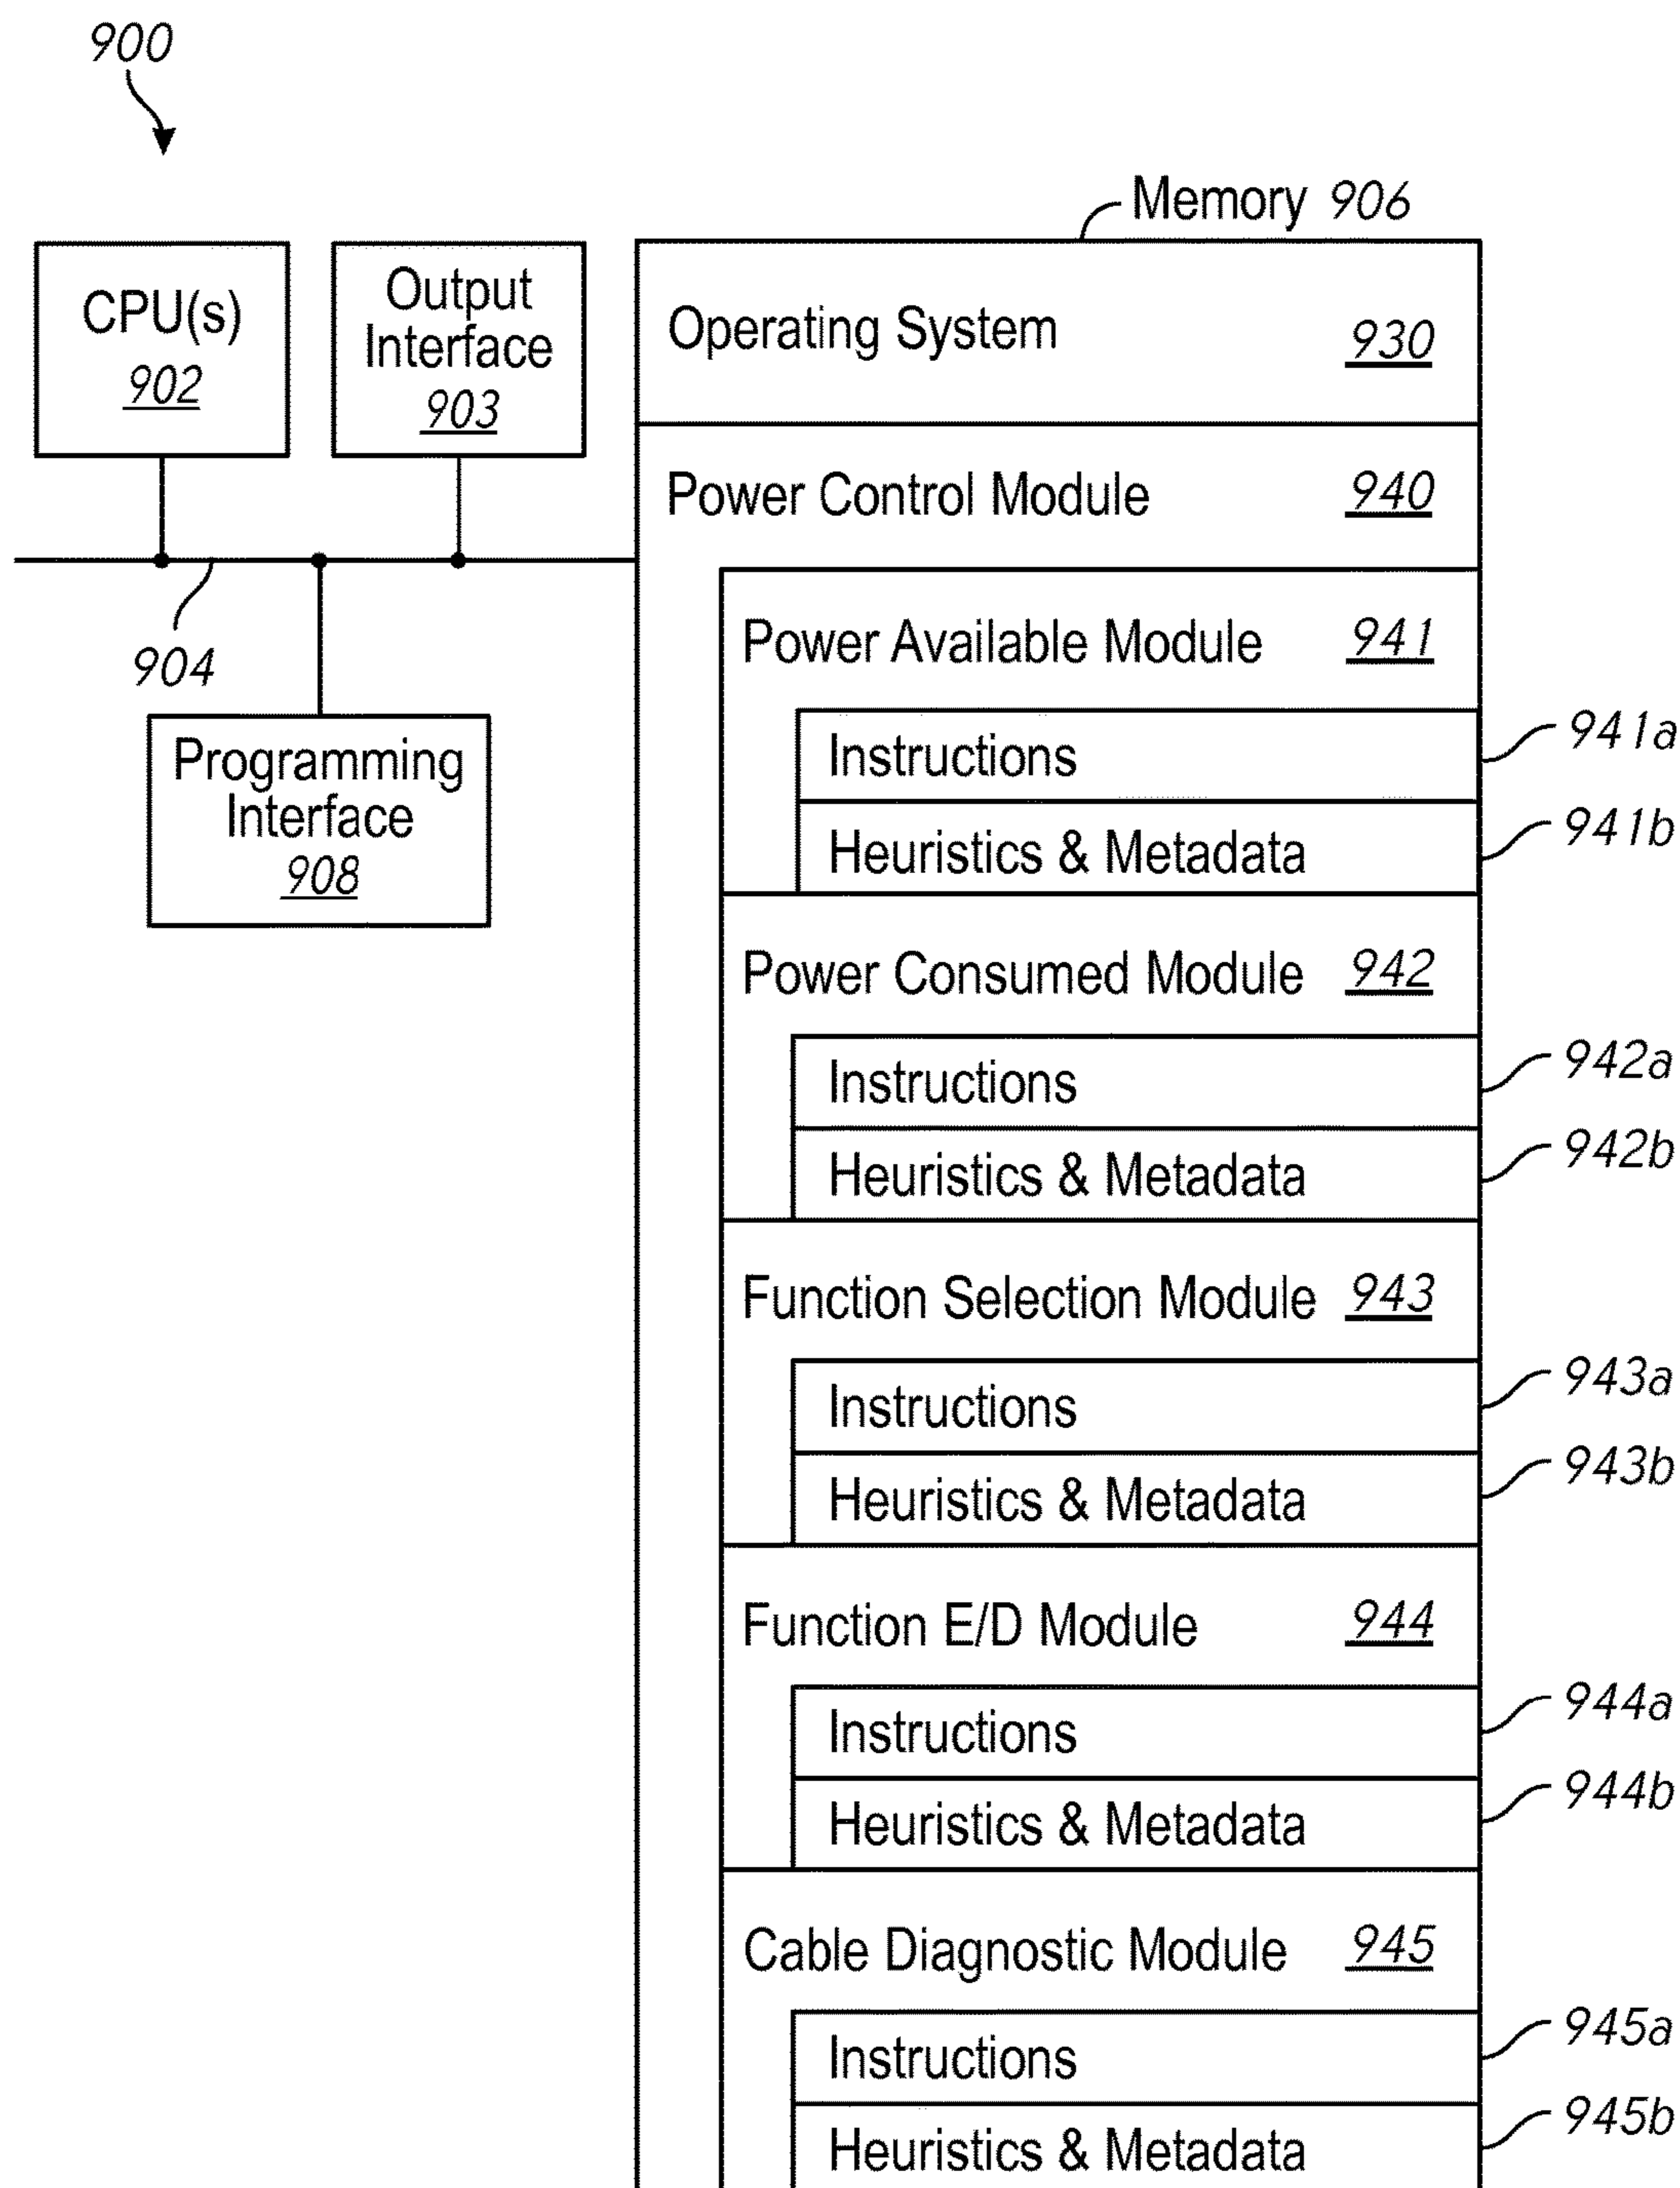 900
Memory 906
CPU(s)
902
Output
Interface
903
Operating System 930
Power Control Module 940
904
Programming
Interface
908
Power Available Module 941
Instructions 941a
Heuristics & Metadata 941b
Power Consumed Module 942
Instructions 942a
Heuristics & Metadata 942b
Function Selection Module 943
Instructions 943a
Heuristics & Metadata 943b
Function E/D Module 944
Instructions 944a
Heuristics & Metadata 944b
Cable Diagnostic Module 945
Instructions 945a
Heuristics & Metadata 945b